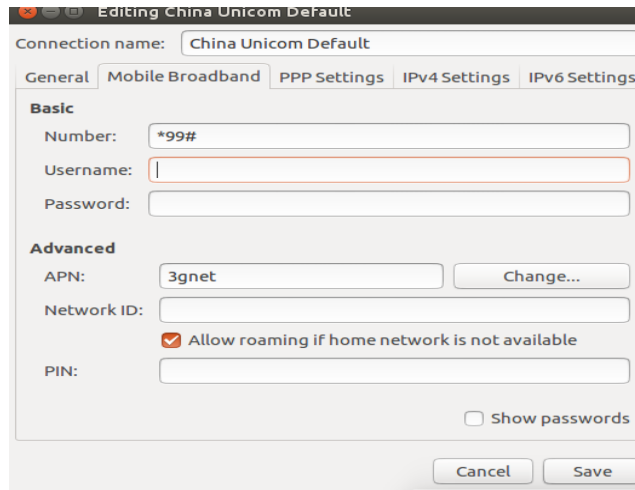 Editing China Unicom Default
Connection name: China Unicom Default
General Mobile Broadband PPP Settings IPv4 Settings IPv6 Settings
Basic
Number: *99#
Username:
Password:
Advanced
APN: 3gnet Change...
Network ID:
Allow roaming if home network is not available
PIN:
Show passwords
Cancel Save